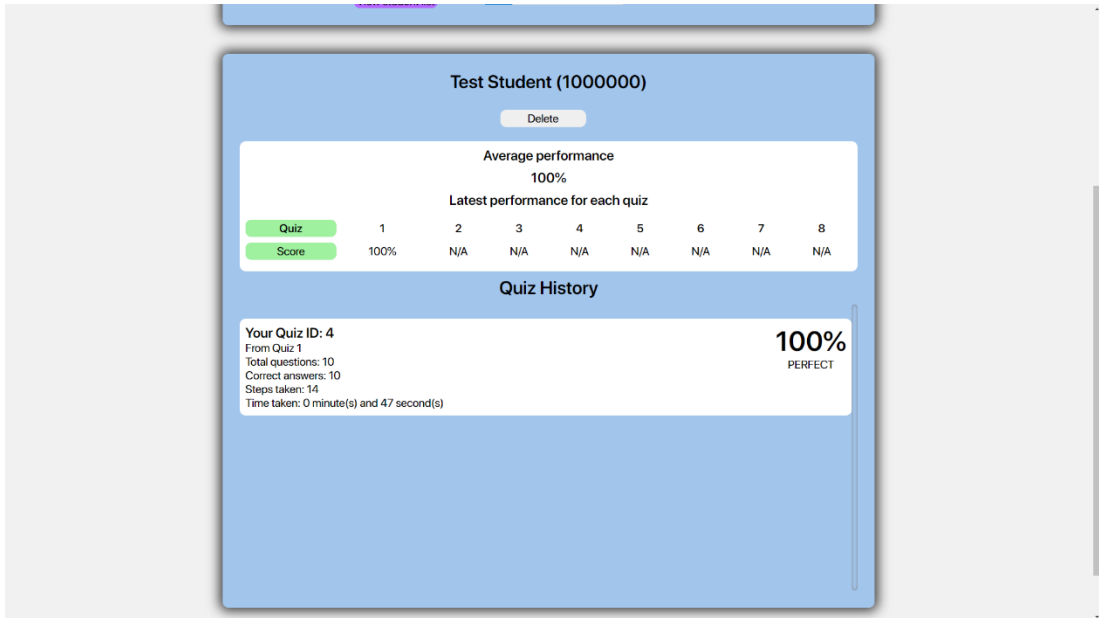 Test Student (1000000)
Delete
Average performance
100%
Latest performance for each quiz
Quiz 1 2 3 4 5 6 7 8
Score 100% N/A N/A N/A N/A N/A N/A N/A
Quiz History
Your Quiz ID: 4
100%
From Quiz 1
PERFECT
Total questions: 10
Correct answers: 10
Steps taken: 14
Time taken: 0 minute(s) and 47 second(s)